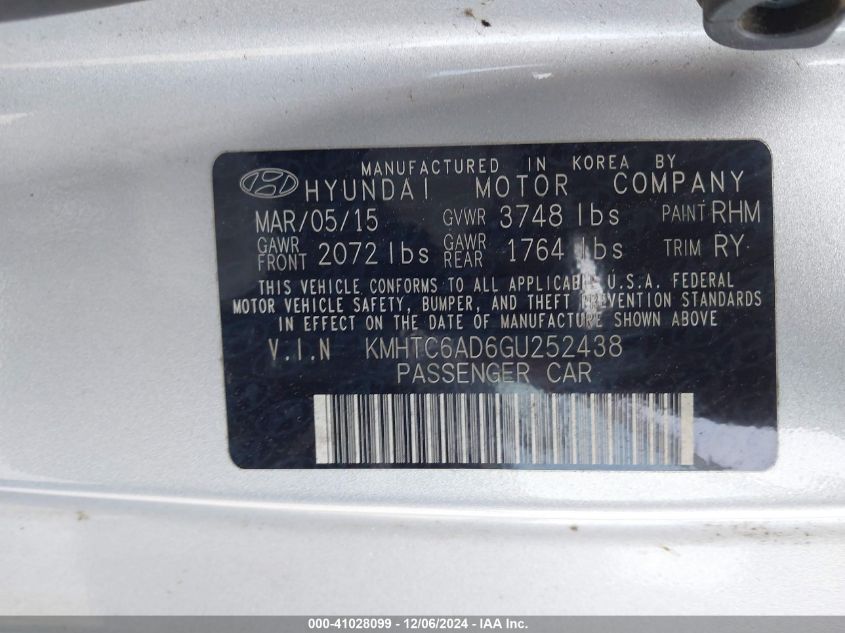 MANUFACTURED IN KOREA BY
HYUNDAI MOTOR COMPANY
MAR/05/15 GVWR 3748 lbs PAINT RHM
GAWR FRONT 2072 lbs GAWR REAR 1764 lbs TRIM RY
THIS VEHICLE CONFORMS TO ALL APPLICABLE U.S.A. FEDERAL
MOTOR VEHICLE SAFETY, BUMPER, AND THEFT PREVENTION STANDARDS
IN EFFECT ON THE DATE OF MANUFACTURE SHOWN ABOVE
V.I.N KMHTC6AD6GU252438
PASSENGER CAR
000-41028099 - 12/06/2024 - IAA Inc.